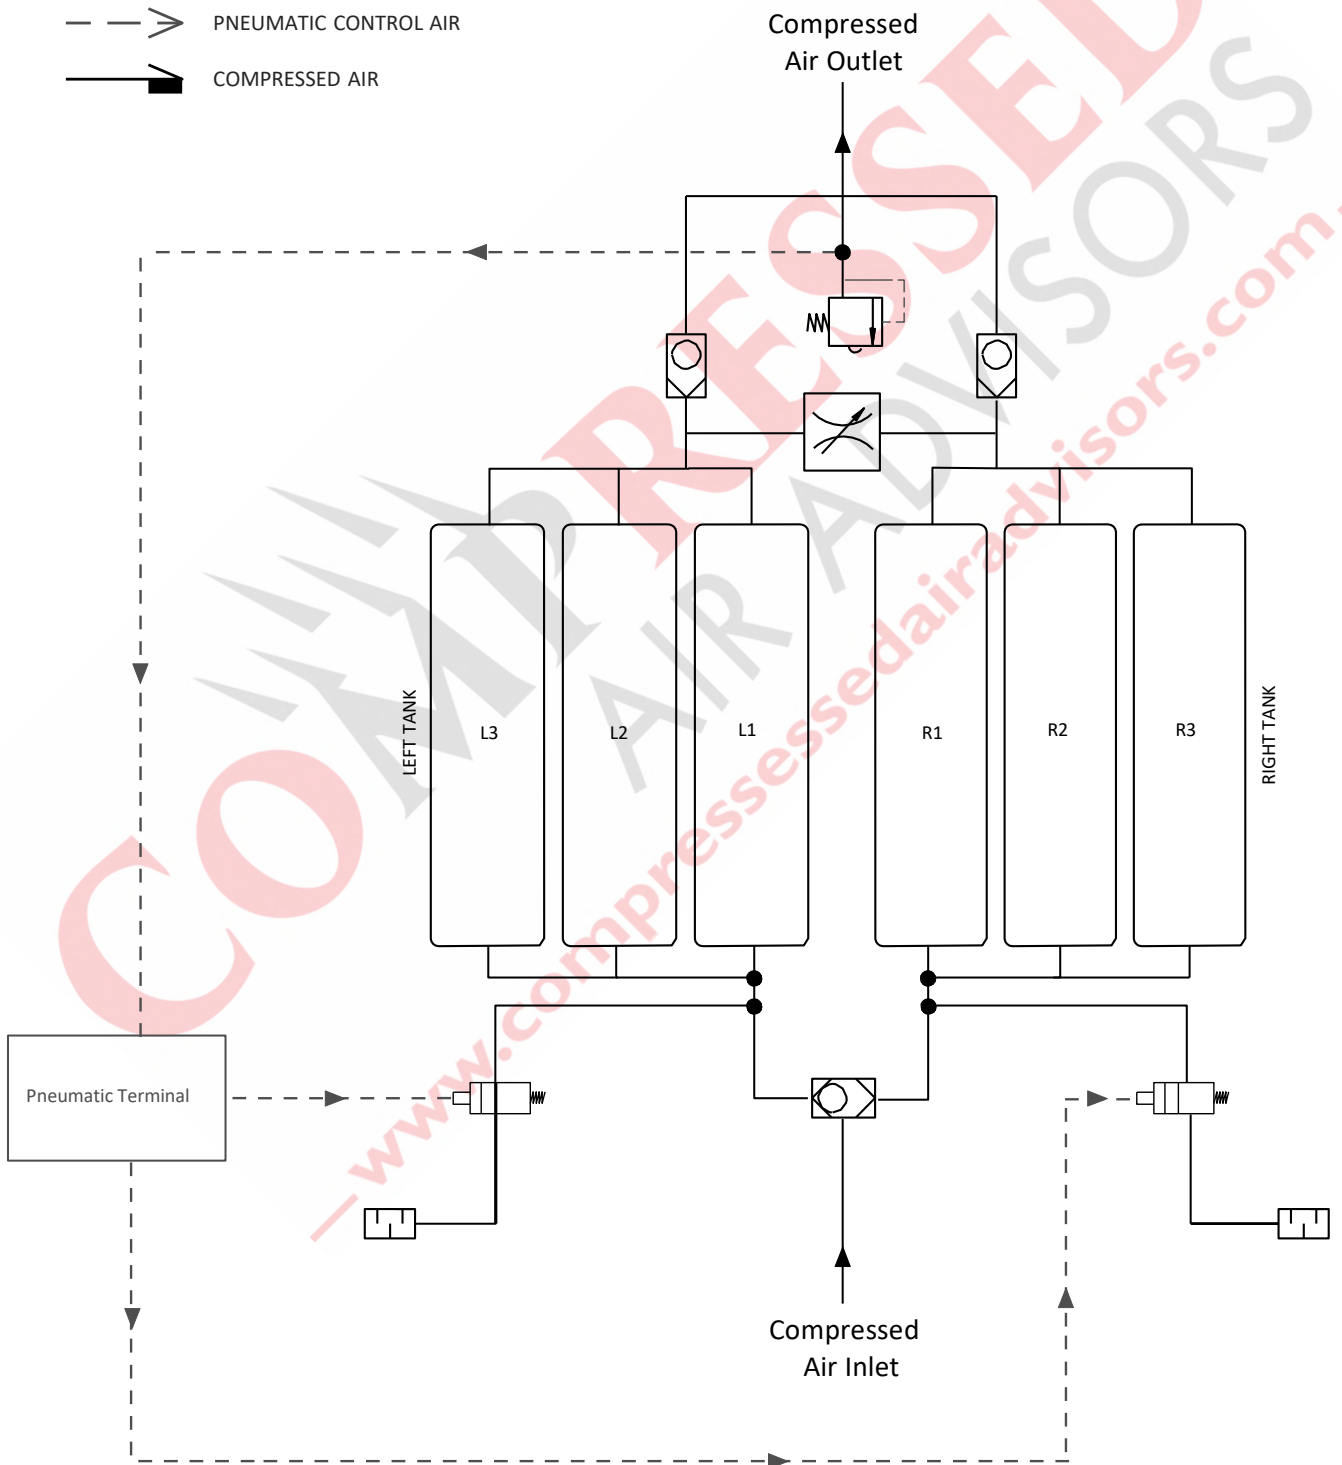 PNEUMATIC CONTROL AIR
COMPRESSED AIR
Compressed
Air Outlet
LEFT TANK
L3
L2
L1
R1
R2
R3
RIGHT TANK
Pneumatic Terminal
Compressed
Air Inlet
COMPRESSED
AIR ADVISORS
www.compressessedairadvisors.com